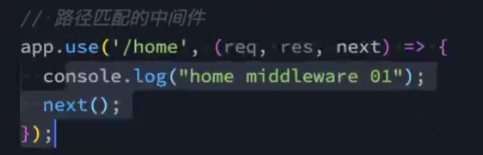 // 路径匹配的中间件
app.use('/home', (req, res, next) => {
  console.log("home middleware 01");
  next();
});